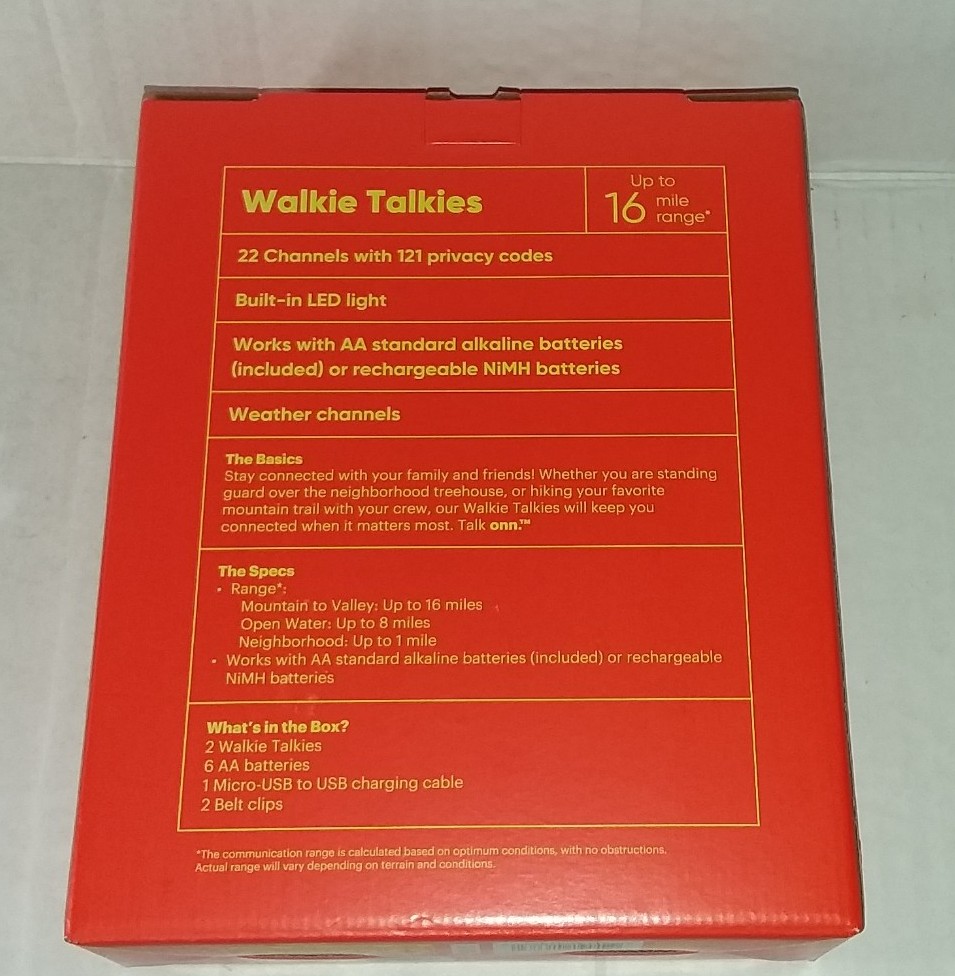 Walkie Talkies
Up to
16 mile
range*
22 Channels with 121 privacy codes
Built-in LED light
Works with AA standard alkaline batteries
(included) or rechargeable NiMH batteries
Weather channels
The Basics
Stay connected with your family and friends! Whether you are standing
guard over the neighborhood treehouse, or hiking your favorite
mountain trail with your crew, our Walkie Talkies will keep you
connected when it matters most. Talk onn.™
The Specs
• Range*:
Mountain to Valley: Up to 16 miles
Open Water: Up to 8 miles
Neighborhood: Up to 1 mile
• Works with AA standard alkaline batteries (included) or rechargeable
NiMH batteries
What's in the Box?
2 Walkie Talkies
6 AA batteries
1 Micro-USB to USB charging cable
2 Belt clips
*The communication range is calculated based on optimum conditions, with no obstructions.
Actual range will vary depending on terrain and conditions.